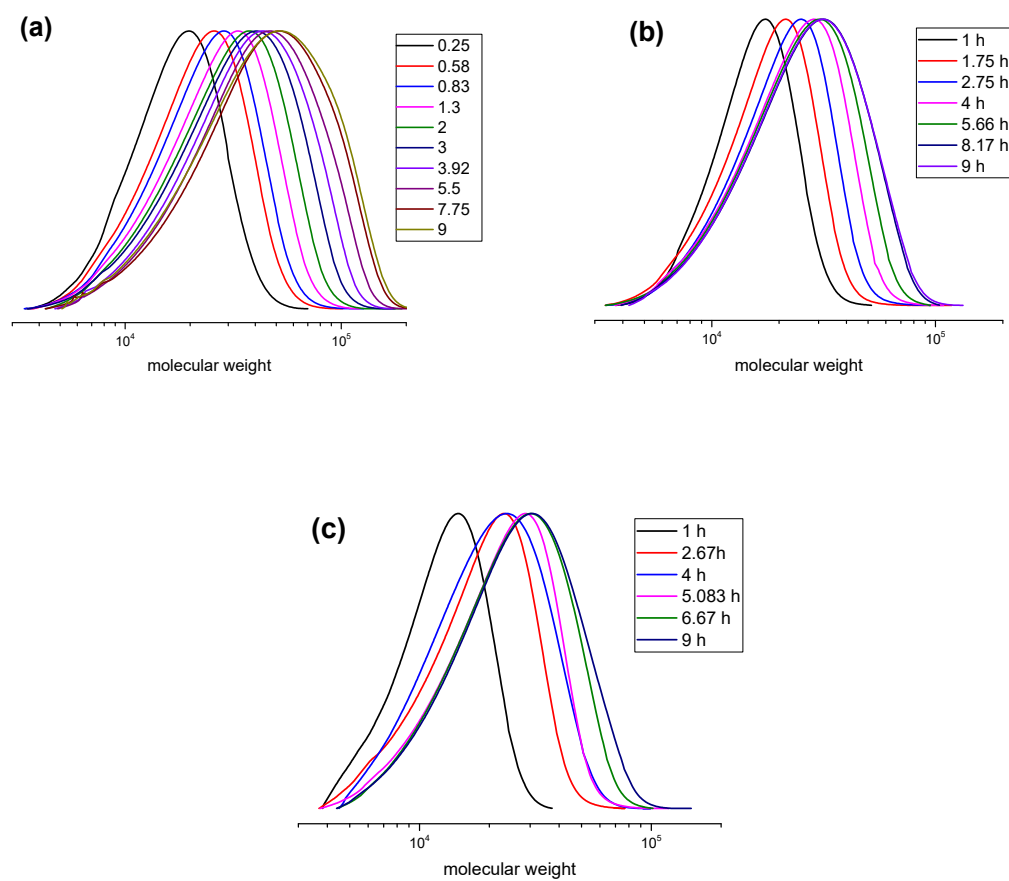 (a)
0.25
0.58
0.83
1.3
2
3
3.92
5.5
7.75
9
10⁴
10⁵
molecular weight
(b)
1 h
1.75 h
2.75 h
4 h
5.66 h
8.17 h
9 h
10⁴
10⁵
molecular weight
(c)
1 h
2.67h
4 h
5.083 h
6.67 h
9 h
10⁴
10⁵
molecular weight